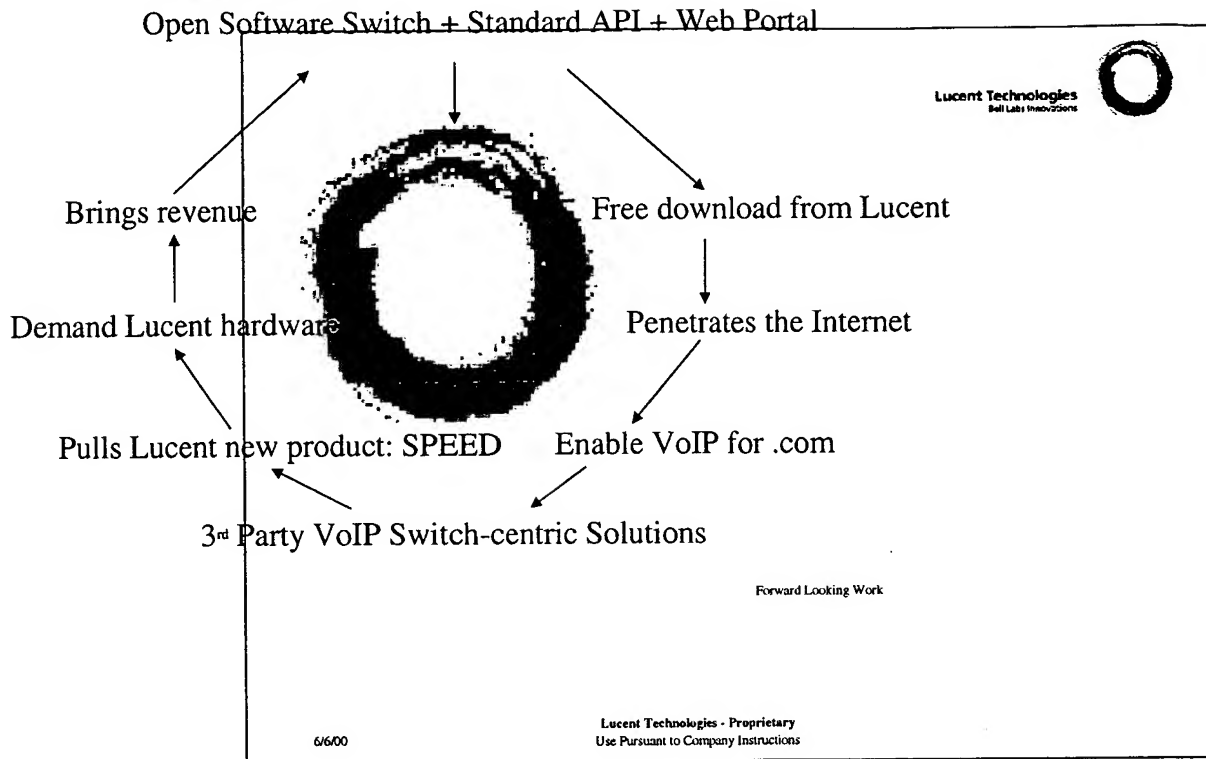 Open Software Switch + Standard API + Web Portal
Lucent Technologies
Bell Labs Innovations
Brings revenue
Free download from Lucent
Demand Lucent hardware
Penetrates the Internet
Pulls Lucent new product: SPEED
Enable VoIP for .com
3rd Party VoIP Switch-centric Solutions
Forward Looking Work
Lucent Technologies - Proprietary
6/6/00
Use Pursuant to Company Instructions